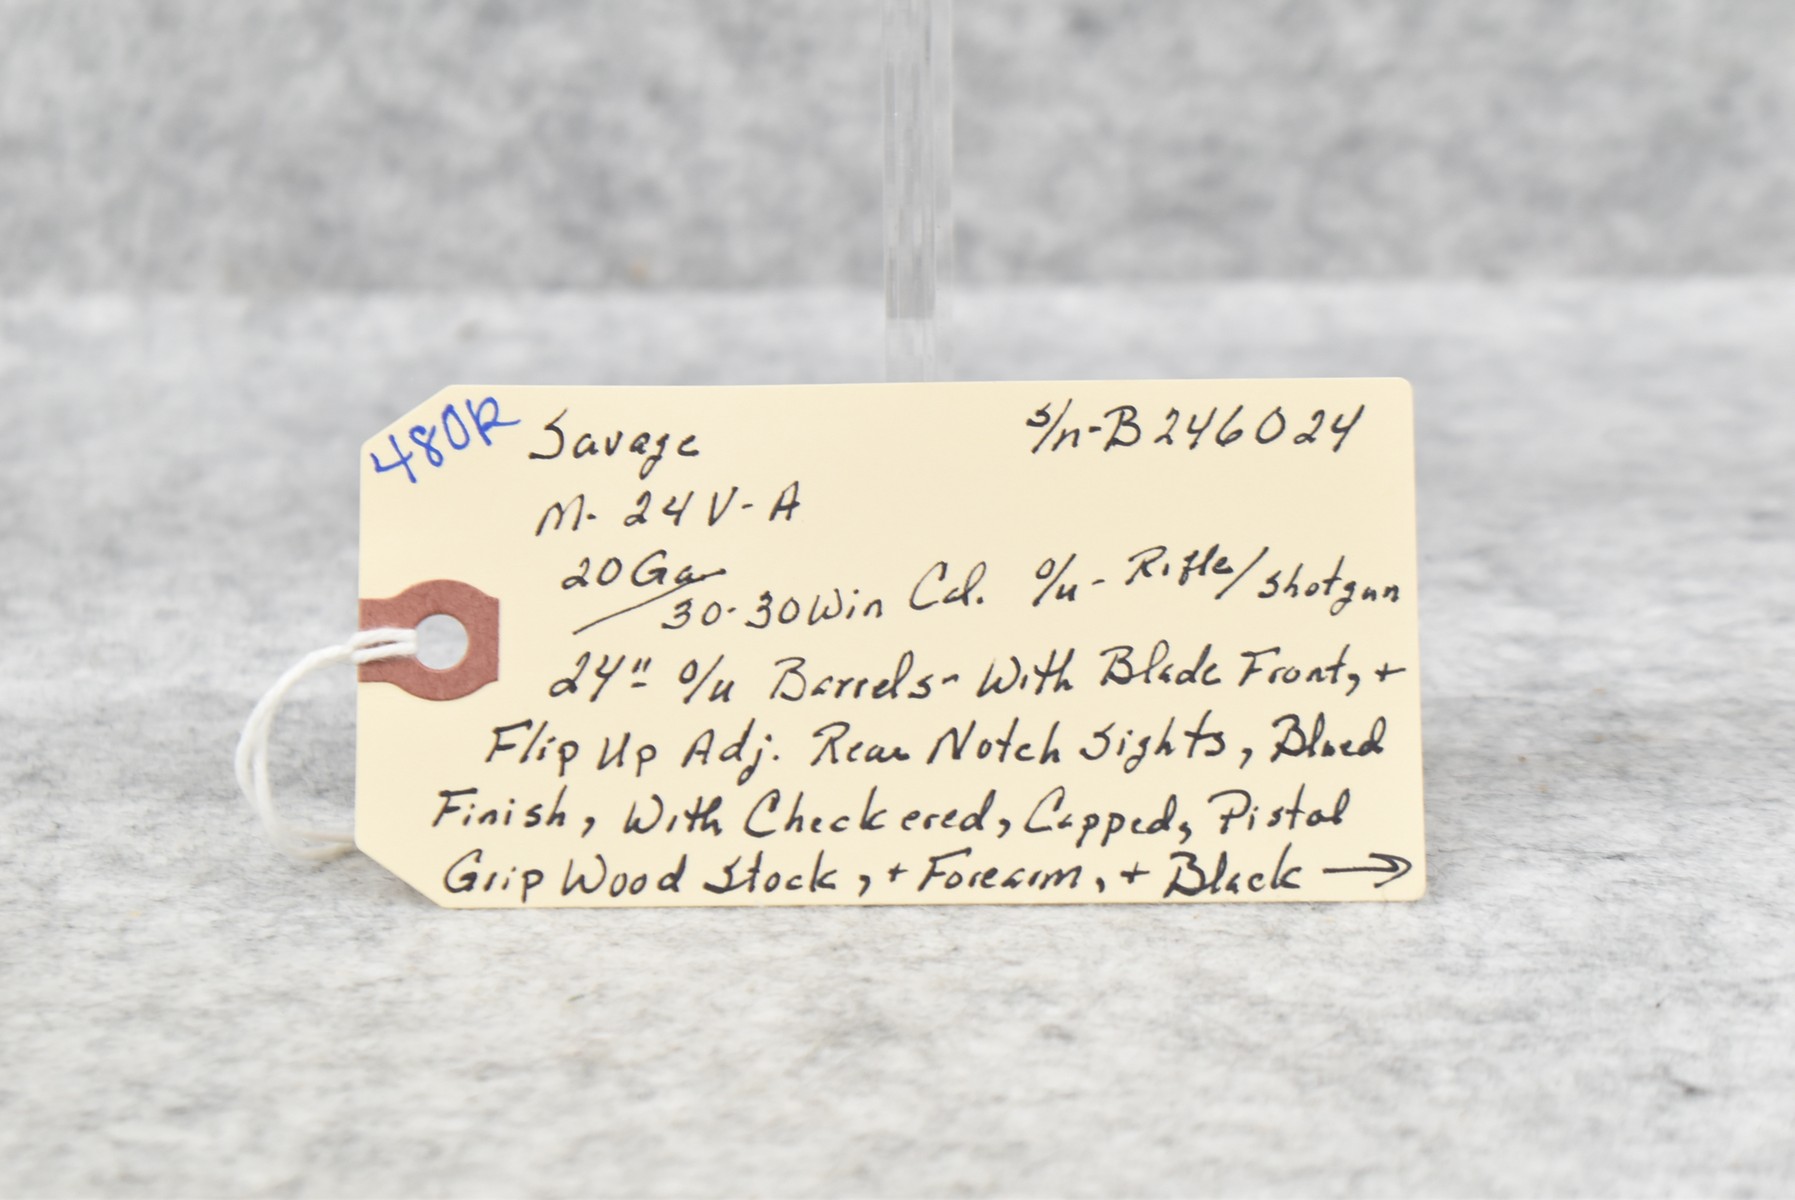 480R
Savage s/n-B246024
M- 24V-A
20Ga/30-30Win Cal. o/u - Rifle/shotgun
24" o/u Barrels- With Blade Front, +
Flip Up Adj. Rear Notch Sights, Blued
Finish, With Checkered, Capped, Pistol
Grip Wood Stock, + Forearm, + Black →